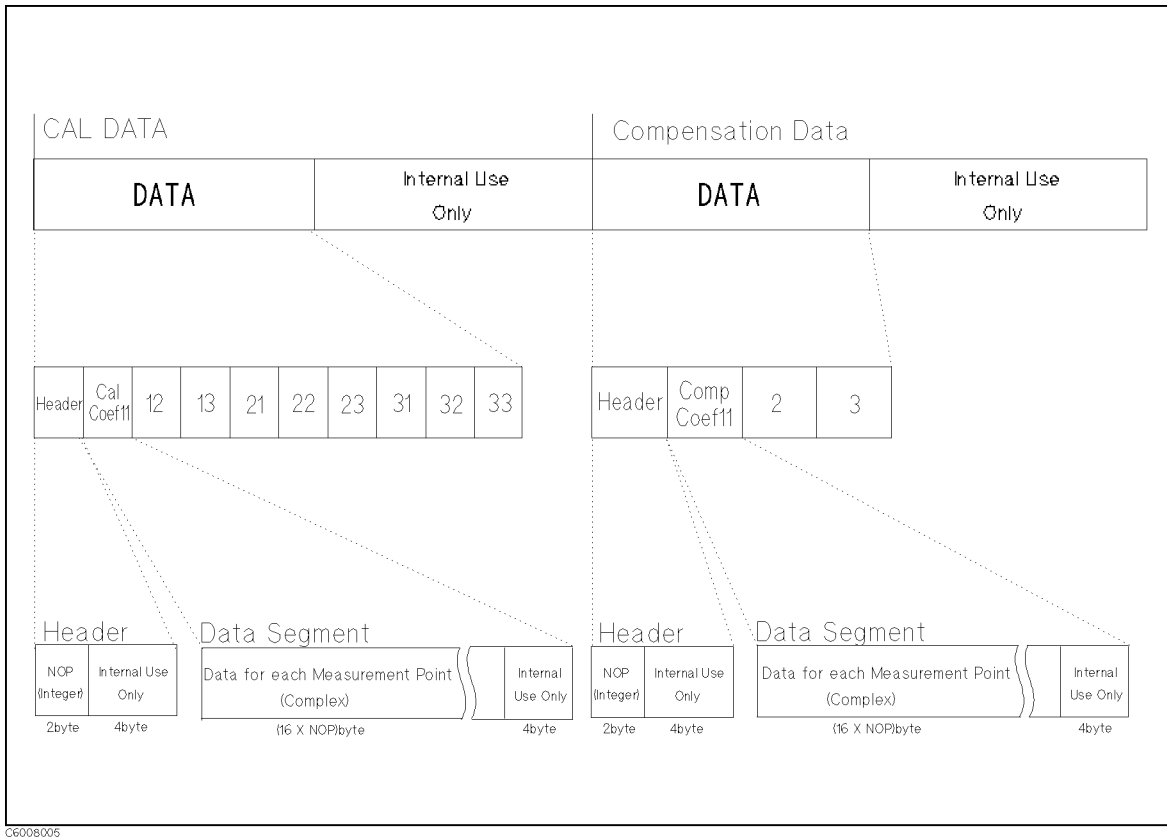 CAL DATA
Compensation Data
DATA
Internal Use
Only
DATA
Internal Use
Only
Header
Cal
Coef11
12
13
21
22
23
31
32
33
Header
Comp
Coef11
2
3
Header
Data Segment
Header
Data Segment
NOP
(Integer)
Internal Use
Only
Data for each Measurement Point
(Complex)
Internal
Use Only
NOP
(Integer)
Internal Use
Only
Data for each Measurement Point
(Complex)
Internal
Use Only
2byte
4byte
(16 X NOP)byte
4byte
2byte
4byte
(16 X NOP)byte
4byte
C6008005